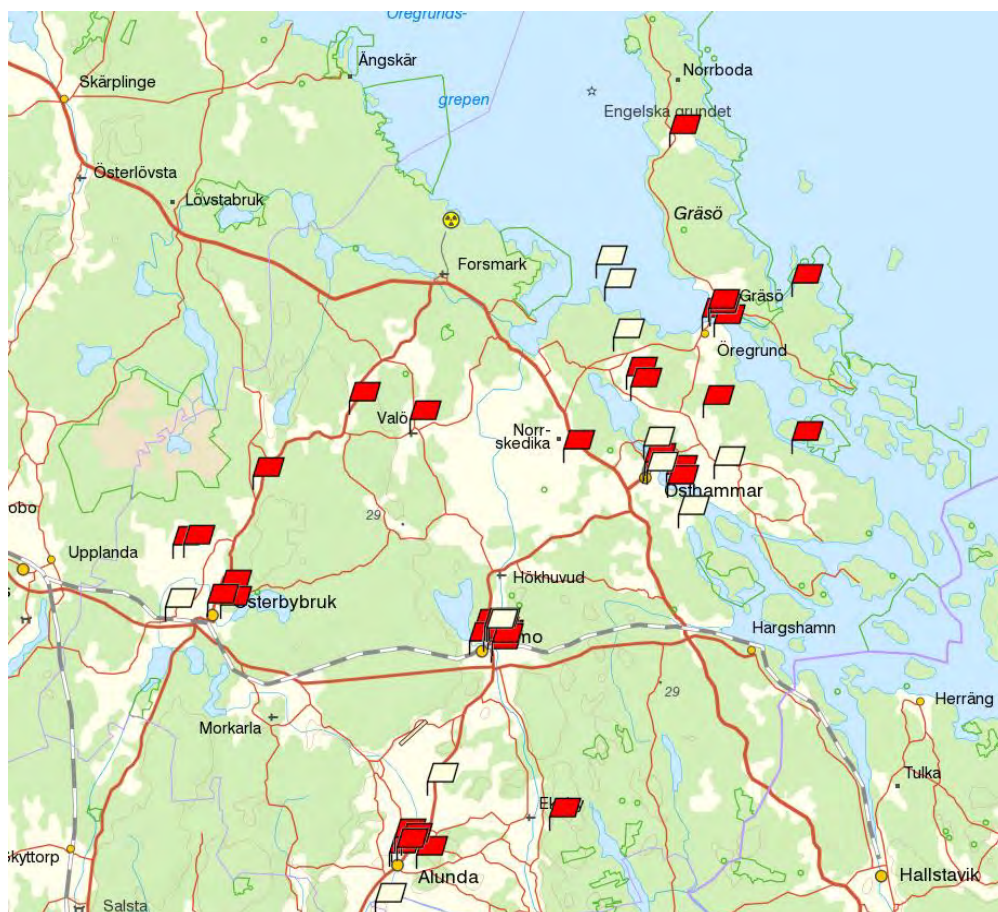 Öregrunds-
Ängskär
Norrboda
Skärplinge
grepen
Engelska grundet
Österlövsta
Lövstabruk
Gräsö
Forsmark
Gräsö
Öregrund
Valö
Norr-
skedika
Östhammar
obo
29
Upplanda
s
Hökhuvud
Österbybruk
Hargshamn
mo
29
Herräng
Morkarla
Tulka
Skyttorp
Alunda
Hallstavik
Salsta